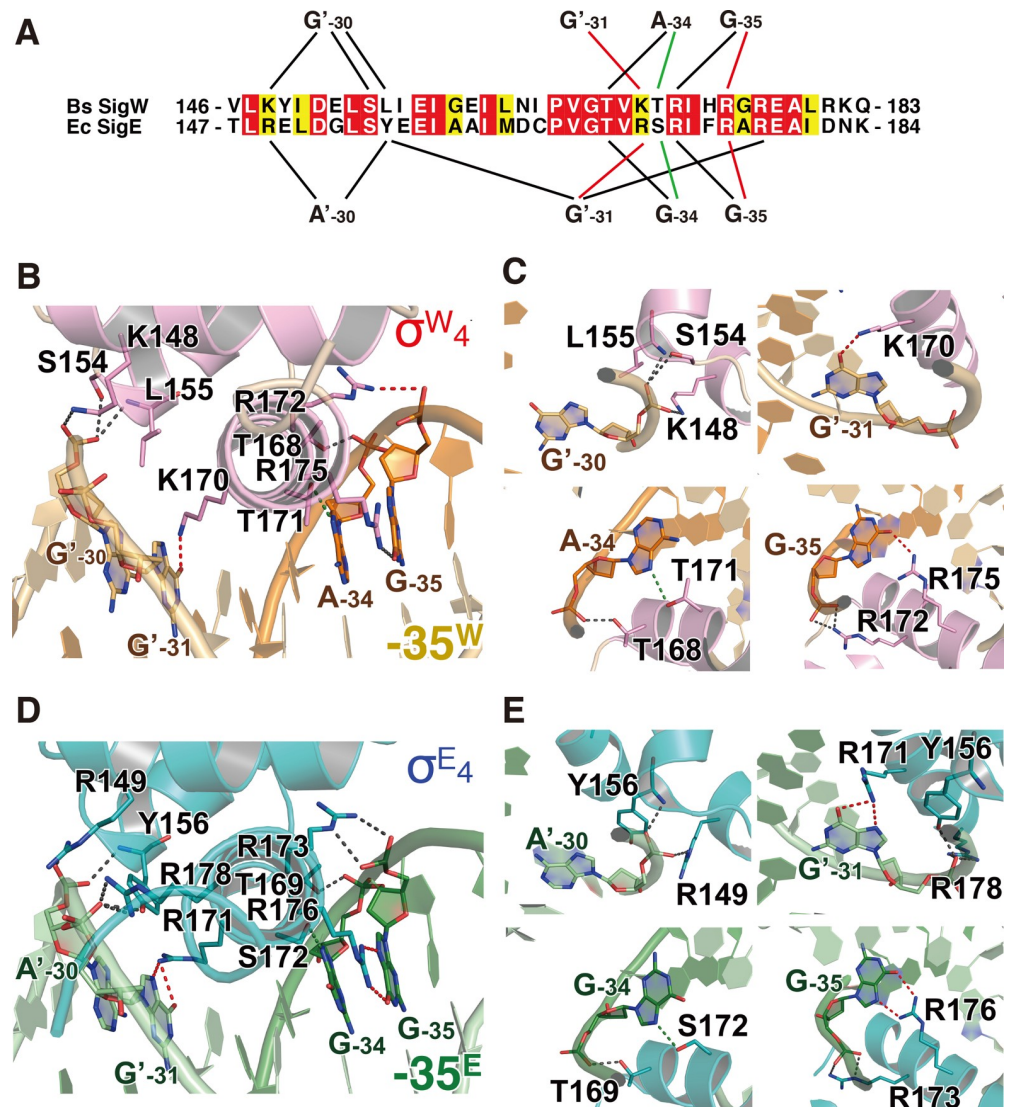 A
G’-30 G’-31 A-34 G-35
Bs SigW 146 - VLKYIDELSLIEIGEILNIPVGTVKTRIHRGREALRKQ - 183
Ec SigE 147 - TLRELDGLSYEEIAAIMDCPVGTVRSRIFRAREAIDNK - 184
A’-30 G’-31 G-34 G-35
B
σW4
K148
S154
L155
R172
T168
R175
K170
T171
G’-30
A-34
G-35
G’-31
-35W
C
L155
S154
K148
G’-30
K170
G’-31
A-34
T171
T168
G-35
R175
R172
D
σE4
R149
Y156
R173
R178
T169
R176
R171
S172
A’-30
G-35
G-34
G’-31
-35E
E
Y156
A’-30
R149
R171
Y156
G’-31
R178
G-34
S172
T169
G-35
R176
R173